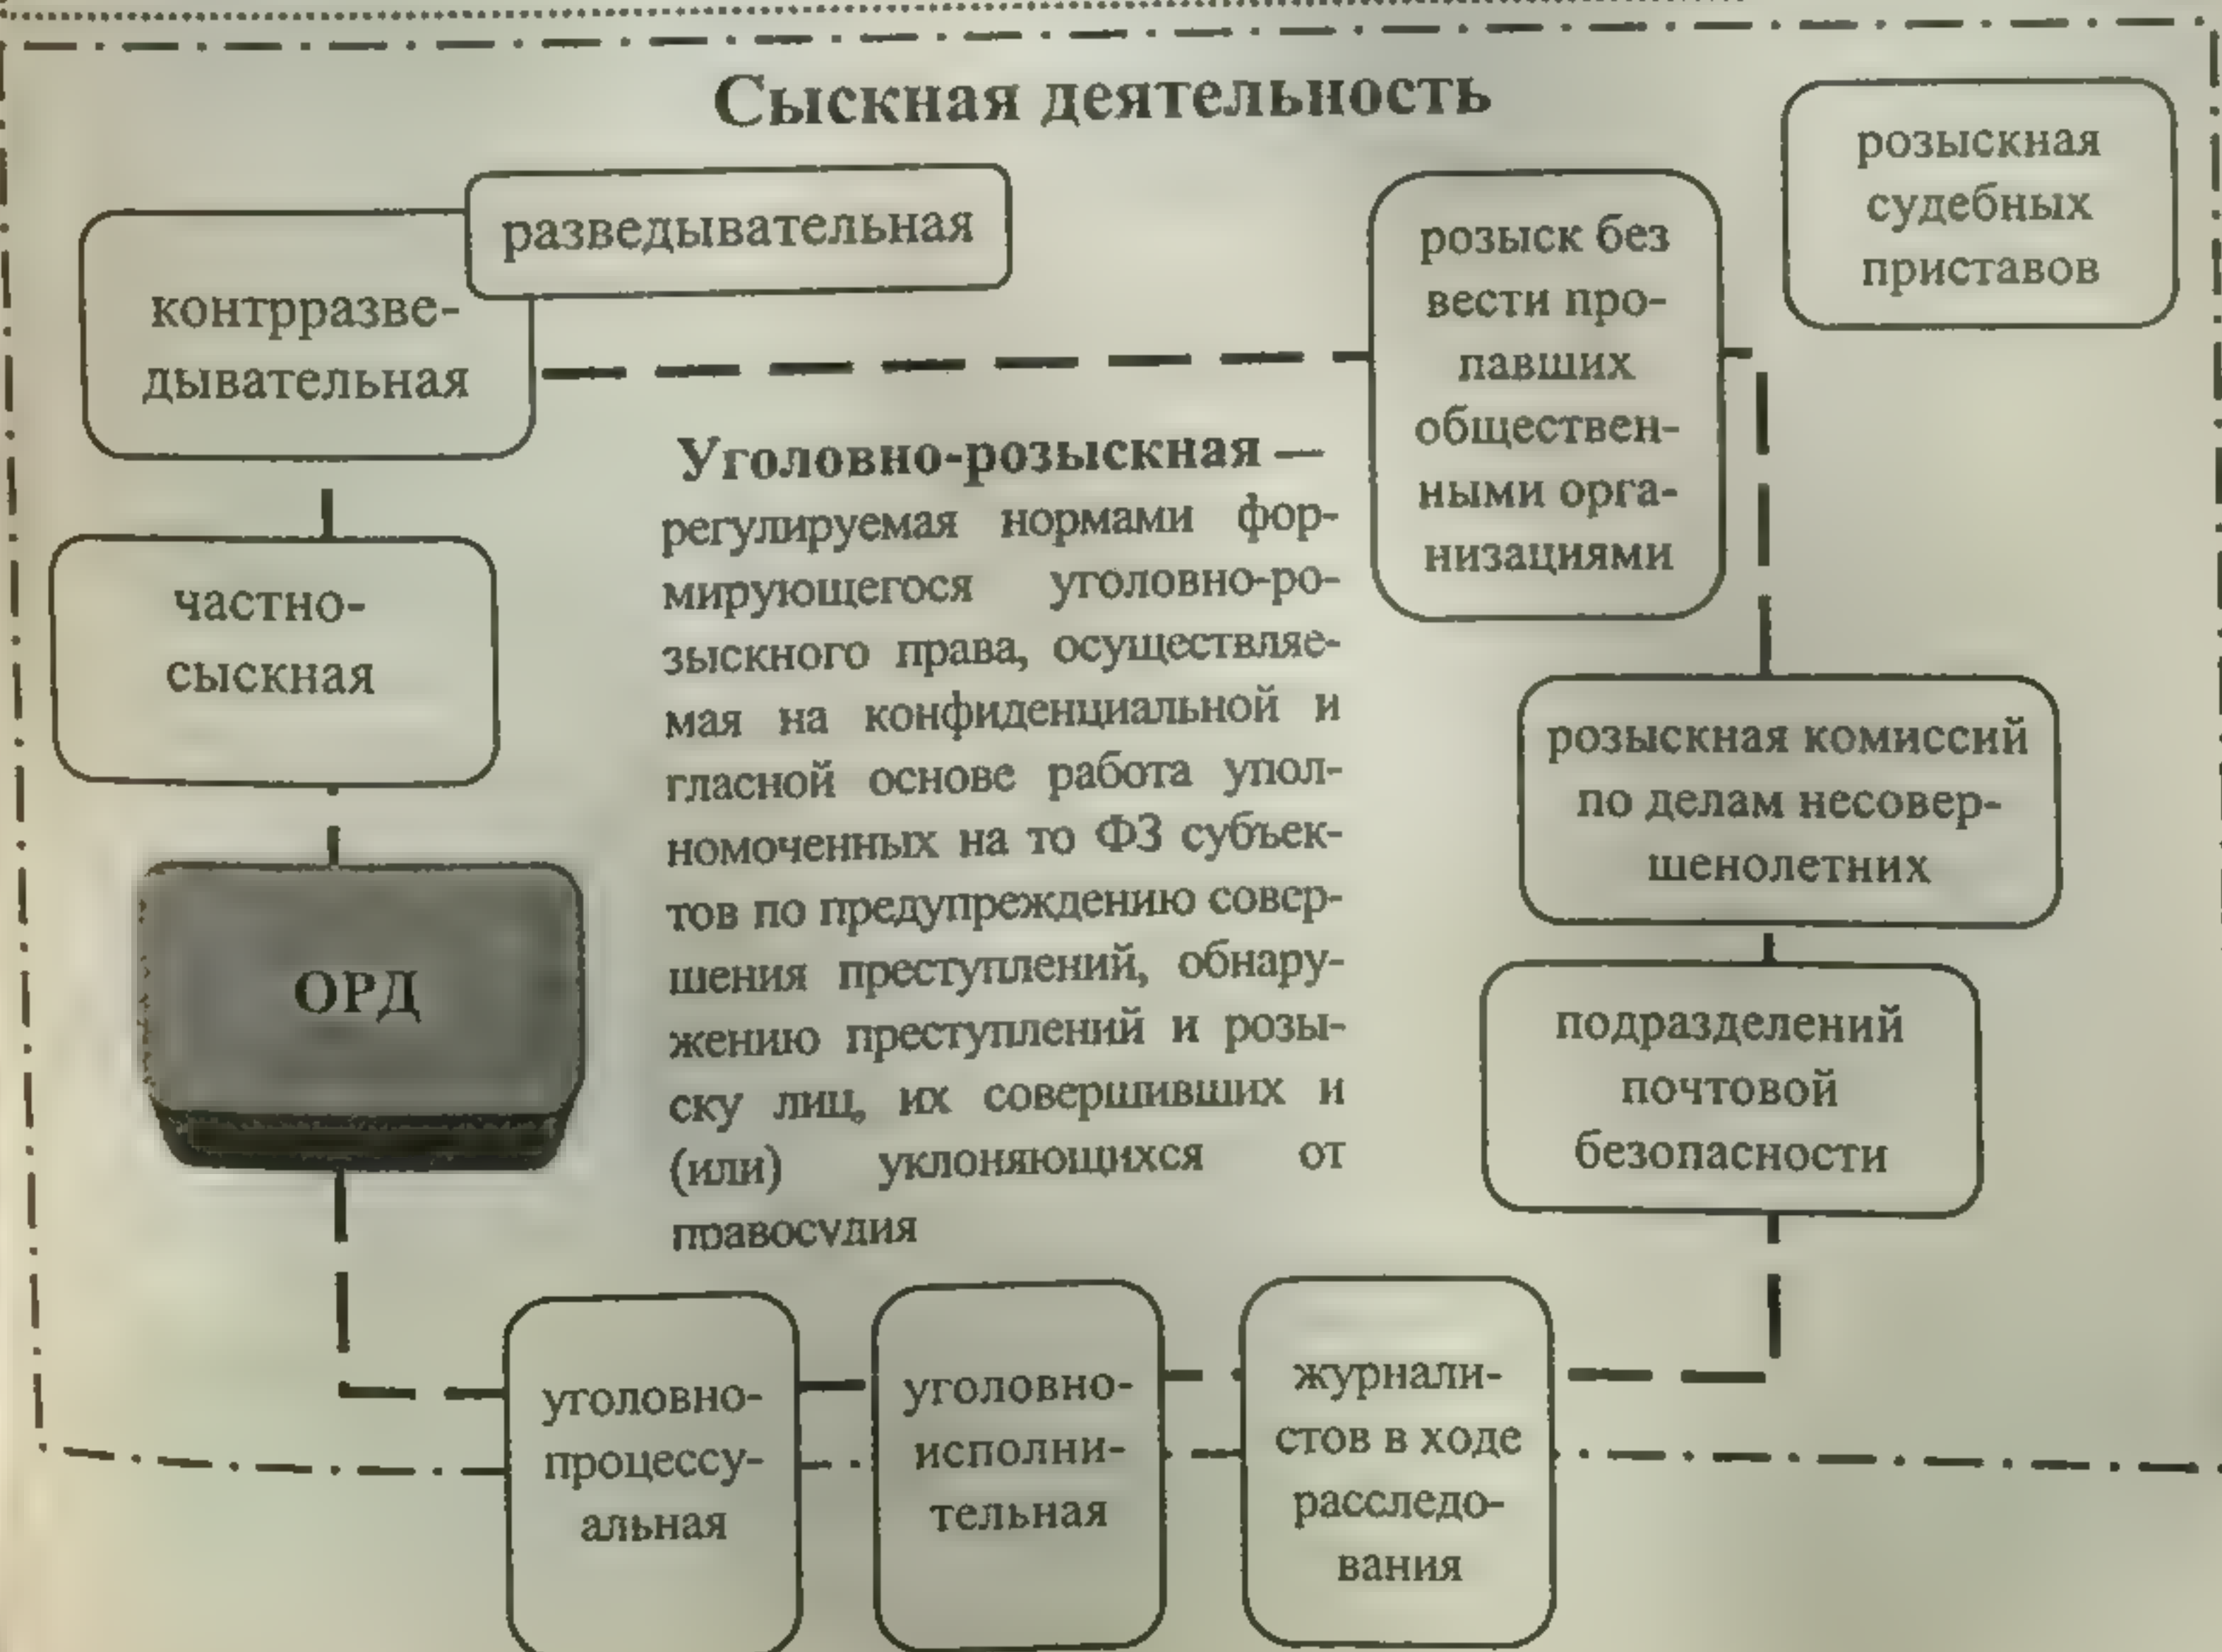 Сыскная деятельность
разведывательная
контрразве-
дывательная
розыск без
вести про-
павших
обществен-
ными орга-
низациями
розыскная
судебных
приставов
частно-
сыскная
ОРД
Уголовно-розыскная —
регулируемая нормами фор-
мирующегося уголовно-ро-
зыскного права, осуществляе-
мая на конфиденциальной и
гласной основе работа упол-
номоченных на то ФЗ субъек-
тов по предупреждению совер-
шения преступлений, обнару-
жению преступлений и розы-
ску лиц, их совершивших и
(или) уклоняющихся от
правосудия
розыскная комиссий
по делам несовер-
шенолетних
подразделений
почтовой
безопасности
уголовно-
процессу-
альная
уголовно-
исполни-
тельная
журнали-
стов в ходе
расследо-
вания